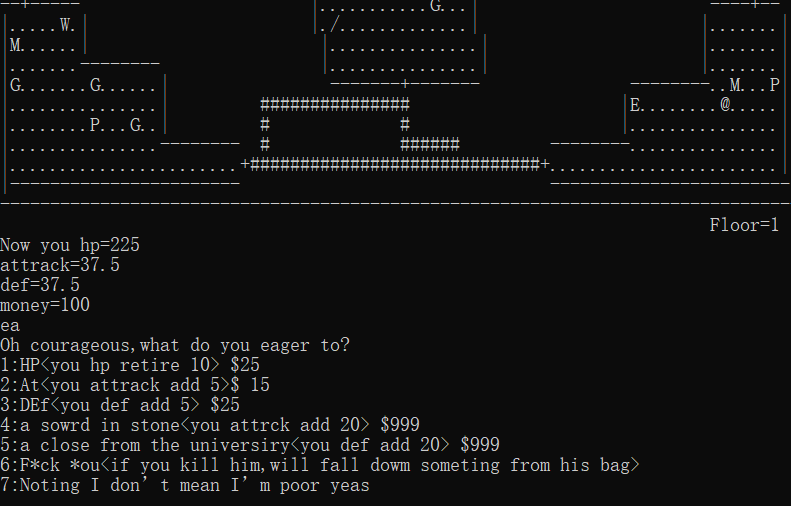 --+-----
|...........G...|
----+--
|.....W.|
|./.............|
|.......
M......|
|...............|
|.......
|.......--------
|...............|
|.......
G.......G......|
-------+-------
--------..M...P
|...............|
###############
|E........@.....
|........P...G..|
#             #
|...............
|...............--------
#             ######
--------...............
|.......................+#############################+.......................|
|-----------------------
------------------------
-------------------------------------------------------------------------------
Floor=1
Now you hp=225
attrack=37.5
def=37.5
money=100
ea
Oh courageous,what do you eager to?
1:HP<you hp retire 10> $25
2:At<you attrack add 5>$ 15
3:DEf<you def add 5> $25
4:a sowrd in stone<you attrck add 20> $999
5:a close from the universiry<you def add 20> $999
6:F*ck *ou<if you kill him,will fall dowm someting from his bag>
7:Noting I don’t mean I’m poor yeas